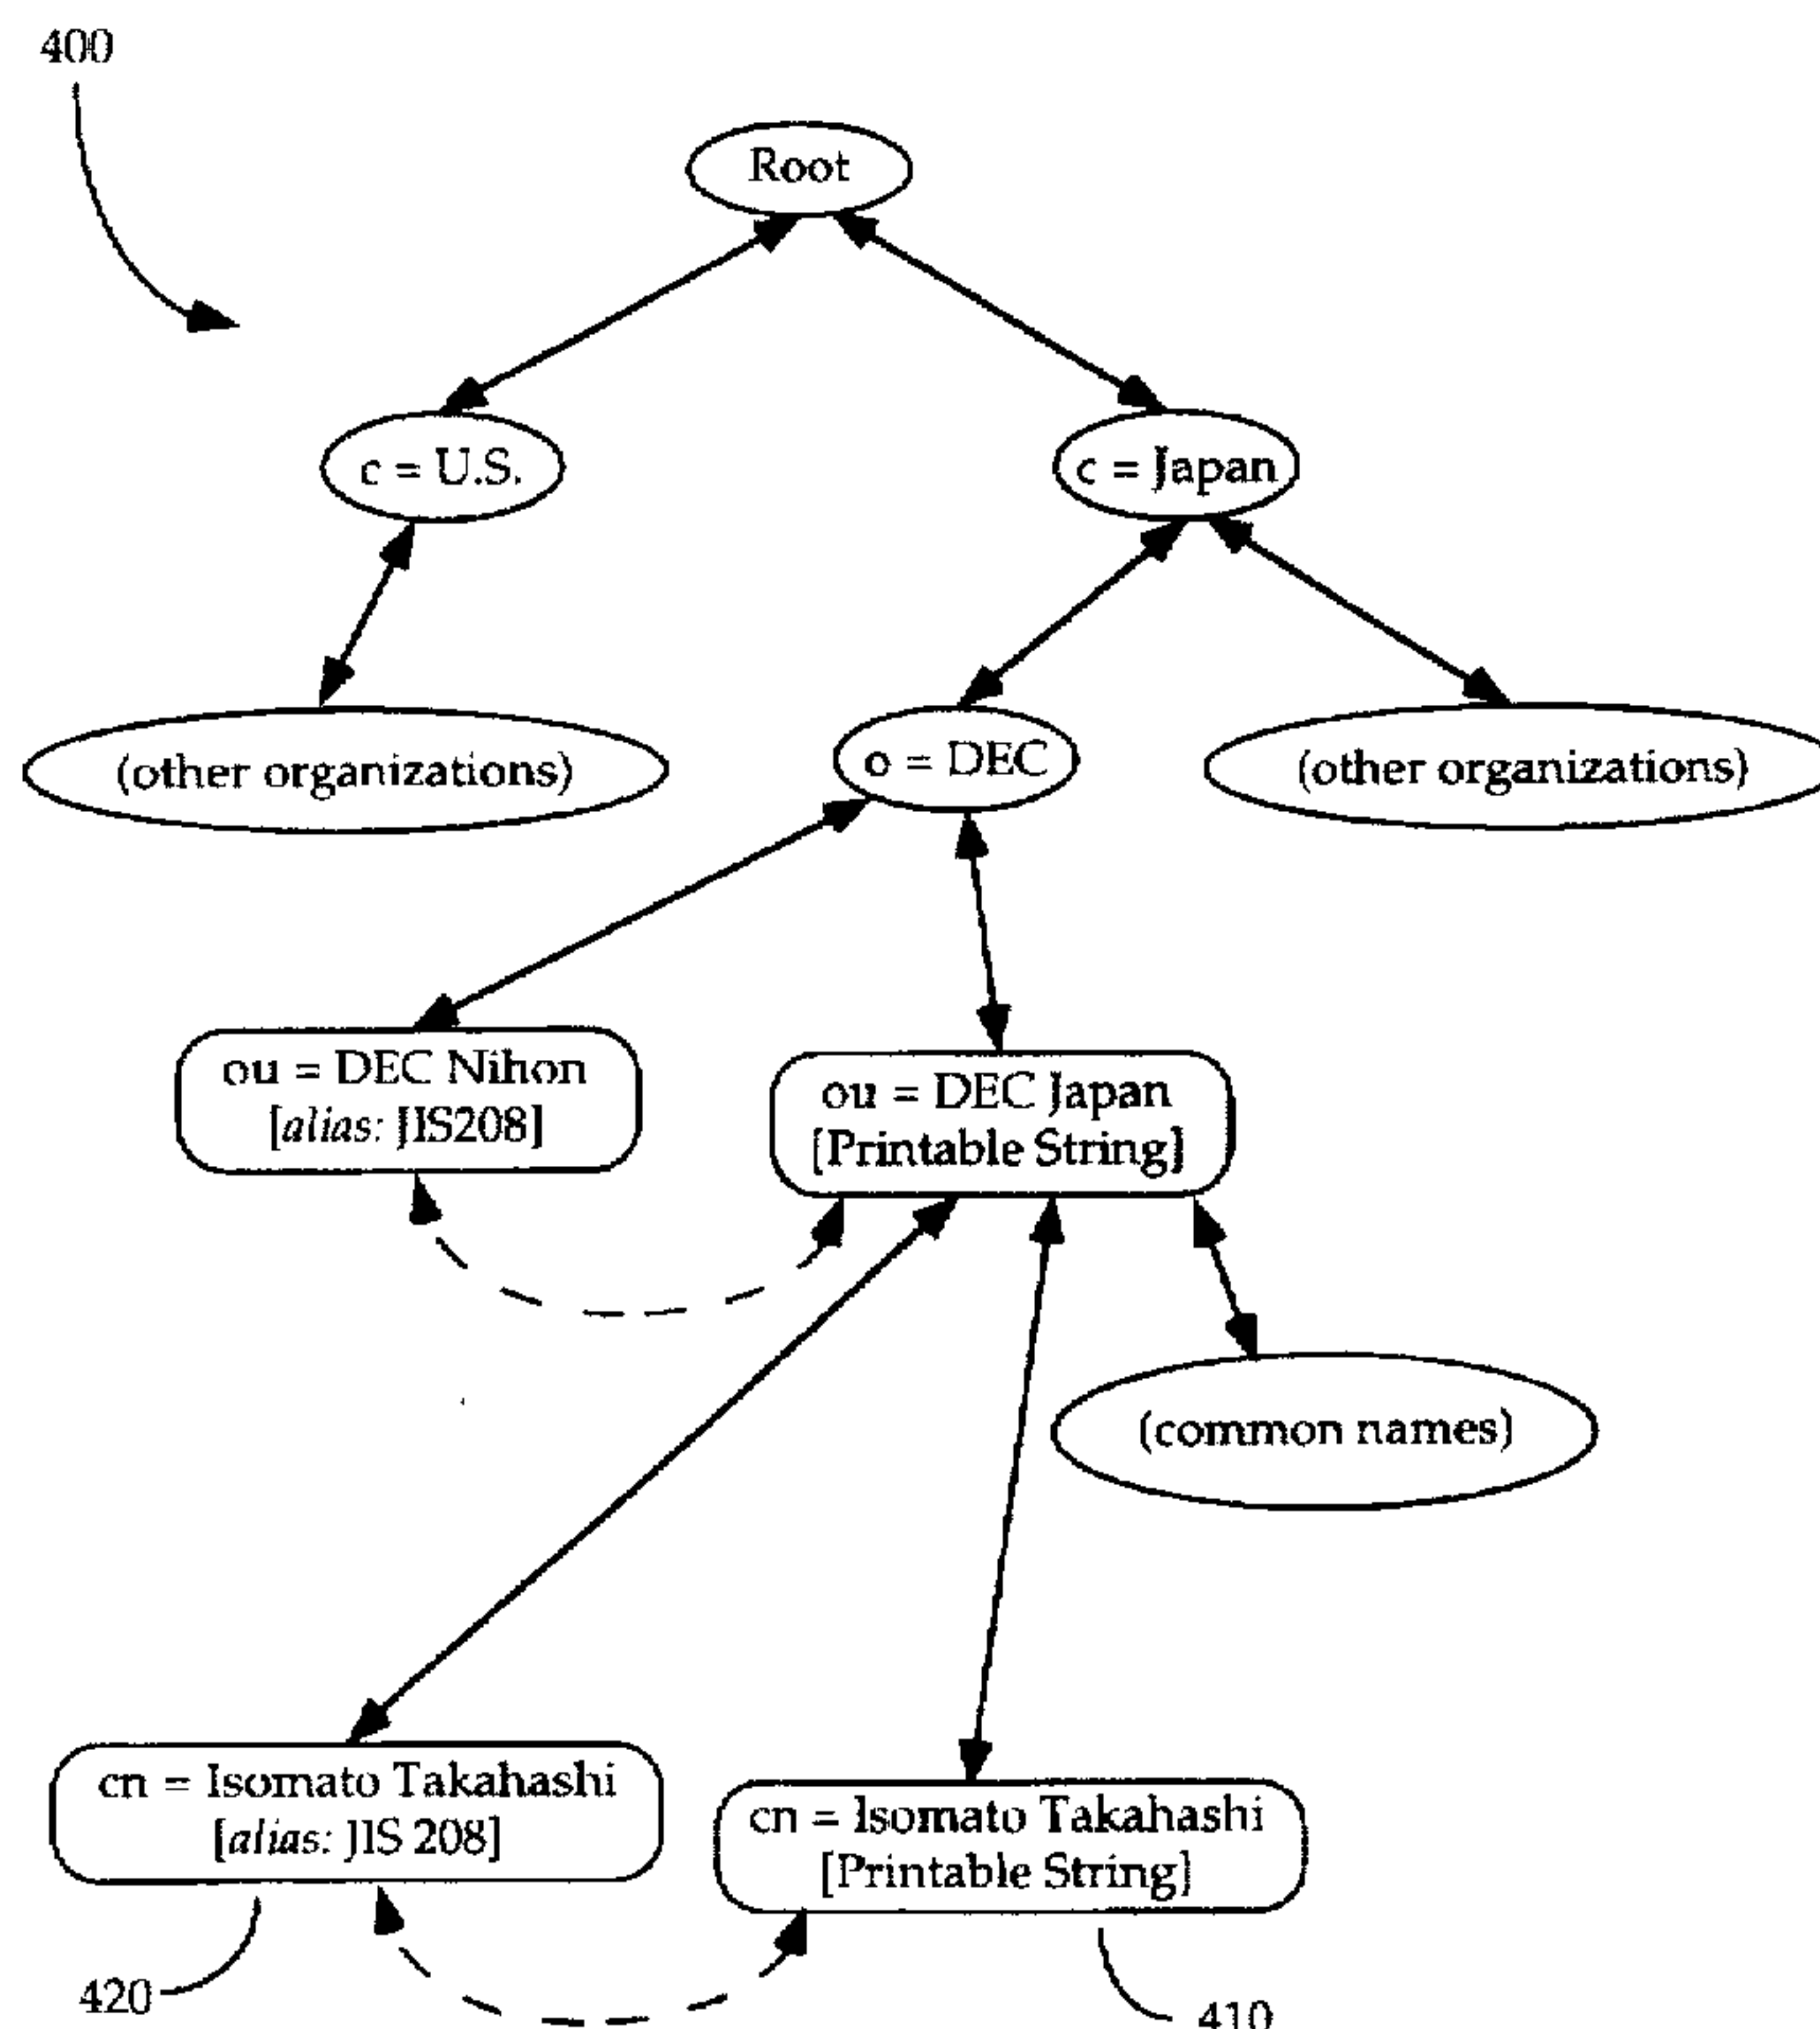 400
Root
c = U.S.
c = Japan
(other organizations)
o = DEC
(other organizations)
ou = DEC Nihon
[alias: JIS208]
ou = DEC Japan
[Printable String]
(common names)
cn = Isomato Takahashi
[alias: JIS 208]
cn = Isomato Takahashi
[Printable String]
420
410